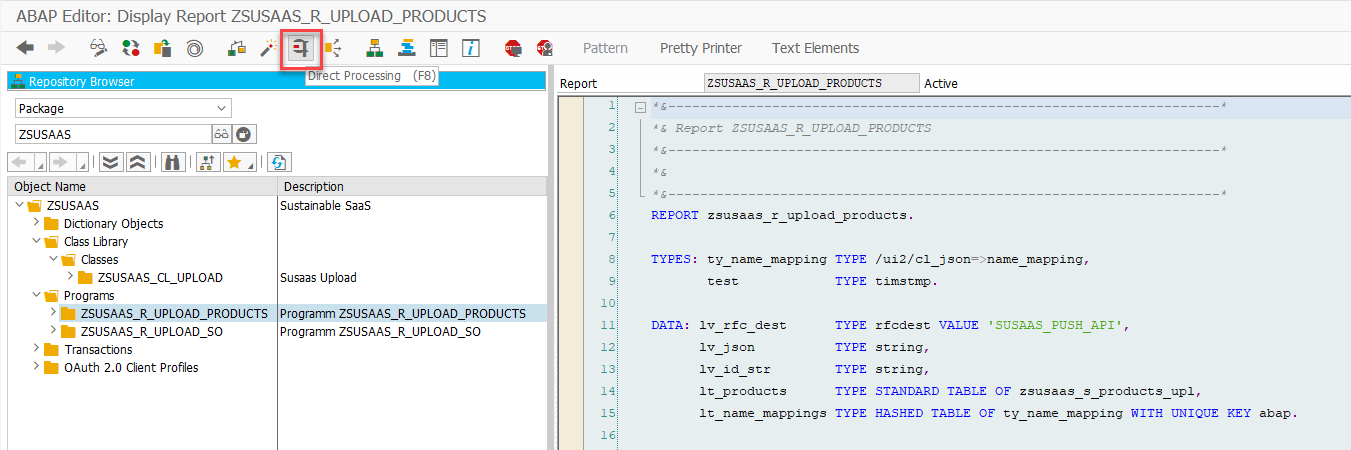 ABAP Editor: Display Report ZSUSAAS_R_UPLOAD_PRODUCTS
Pattern Pretty Printer Text Elements
Direct Processing (F8)
Repository Browser
Package
ZSUSAAS
Object Name Description
ZSUSAAS Sustainable SaaS
Dictionary Objects
Class Library
Classes
ZSUSAAS_CL_UPLOAD Susaas Upload
Programs
ZSUSAAS_R_UPLOAD_PRODUCTS Programm ZSUSAAS_R_UPLOAD_PRODUCTS
ZSUSAAS_R_UPLOAD_SO Programm ZSUSAAS_R_UPLOAD_SO
Transactions
OAuth 2.0 Client Profiles
Report ZSUSAAS_R_UPLOAD_PRODUCTS Active
1 *&---------------------------------------------------------------------*
2 *& Report ZSUSAAS_R_UPLOAD_PRODUCTS
3 *&---------------------------------------------------------------------*
4 *&
5 *&---------------------------------------------------------------------*
6 REPORT zsusaas_r_upload_products.
7
8 TYPES: ty_name_mapping TYPE /ui2/cl_json=>name_mapping,
9 test TYPE timstmp.
10
11 DATA: lv_rfc_dest TYPE rfcdest VALUE 'SUSAAS_PUSH_API',
12 lv_json TYPE string,
13 lv_id_str TYPE string,
14 lt_products TYPE STANDARD TABLE OF zsusaas_s_products_upl,
15 lt_name_mappings TYPE HASHED TABLE OF ty_name_mapping WITH UNIQUE KEY abap.
16